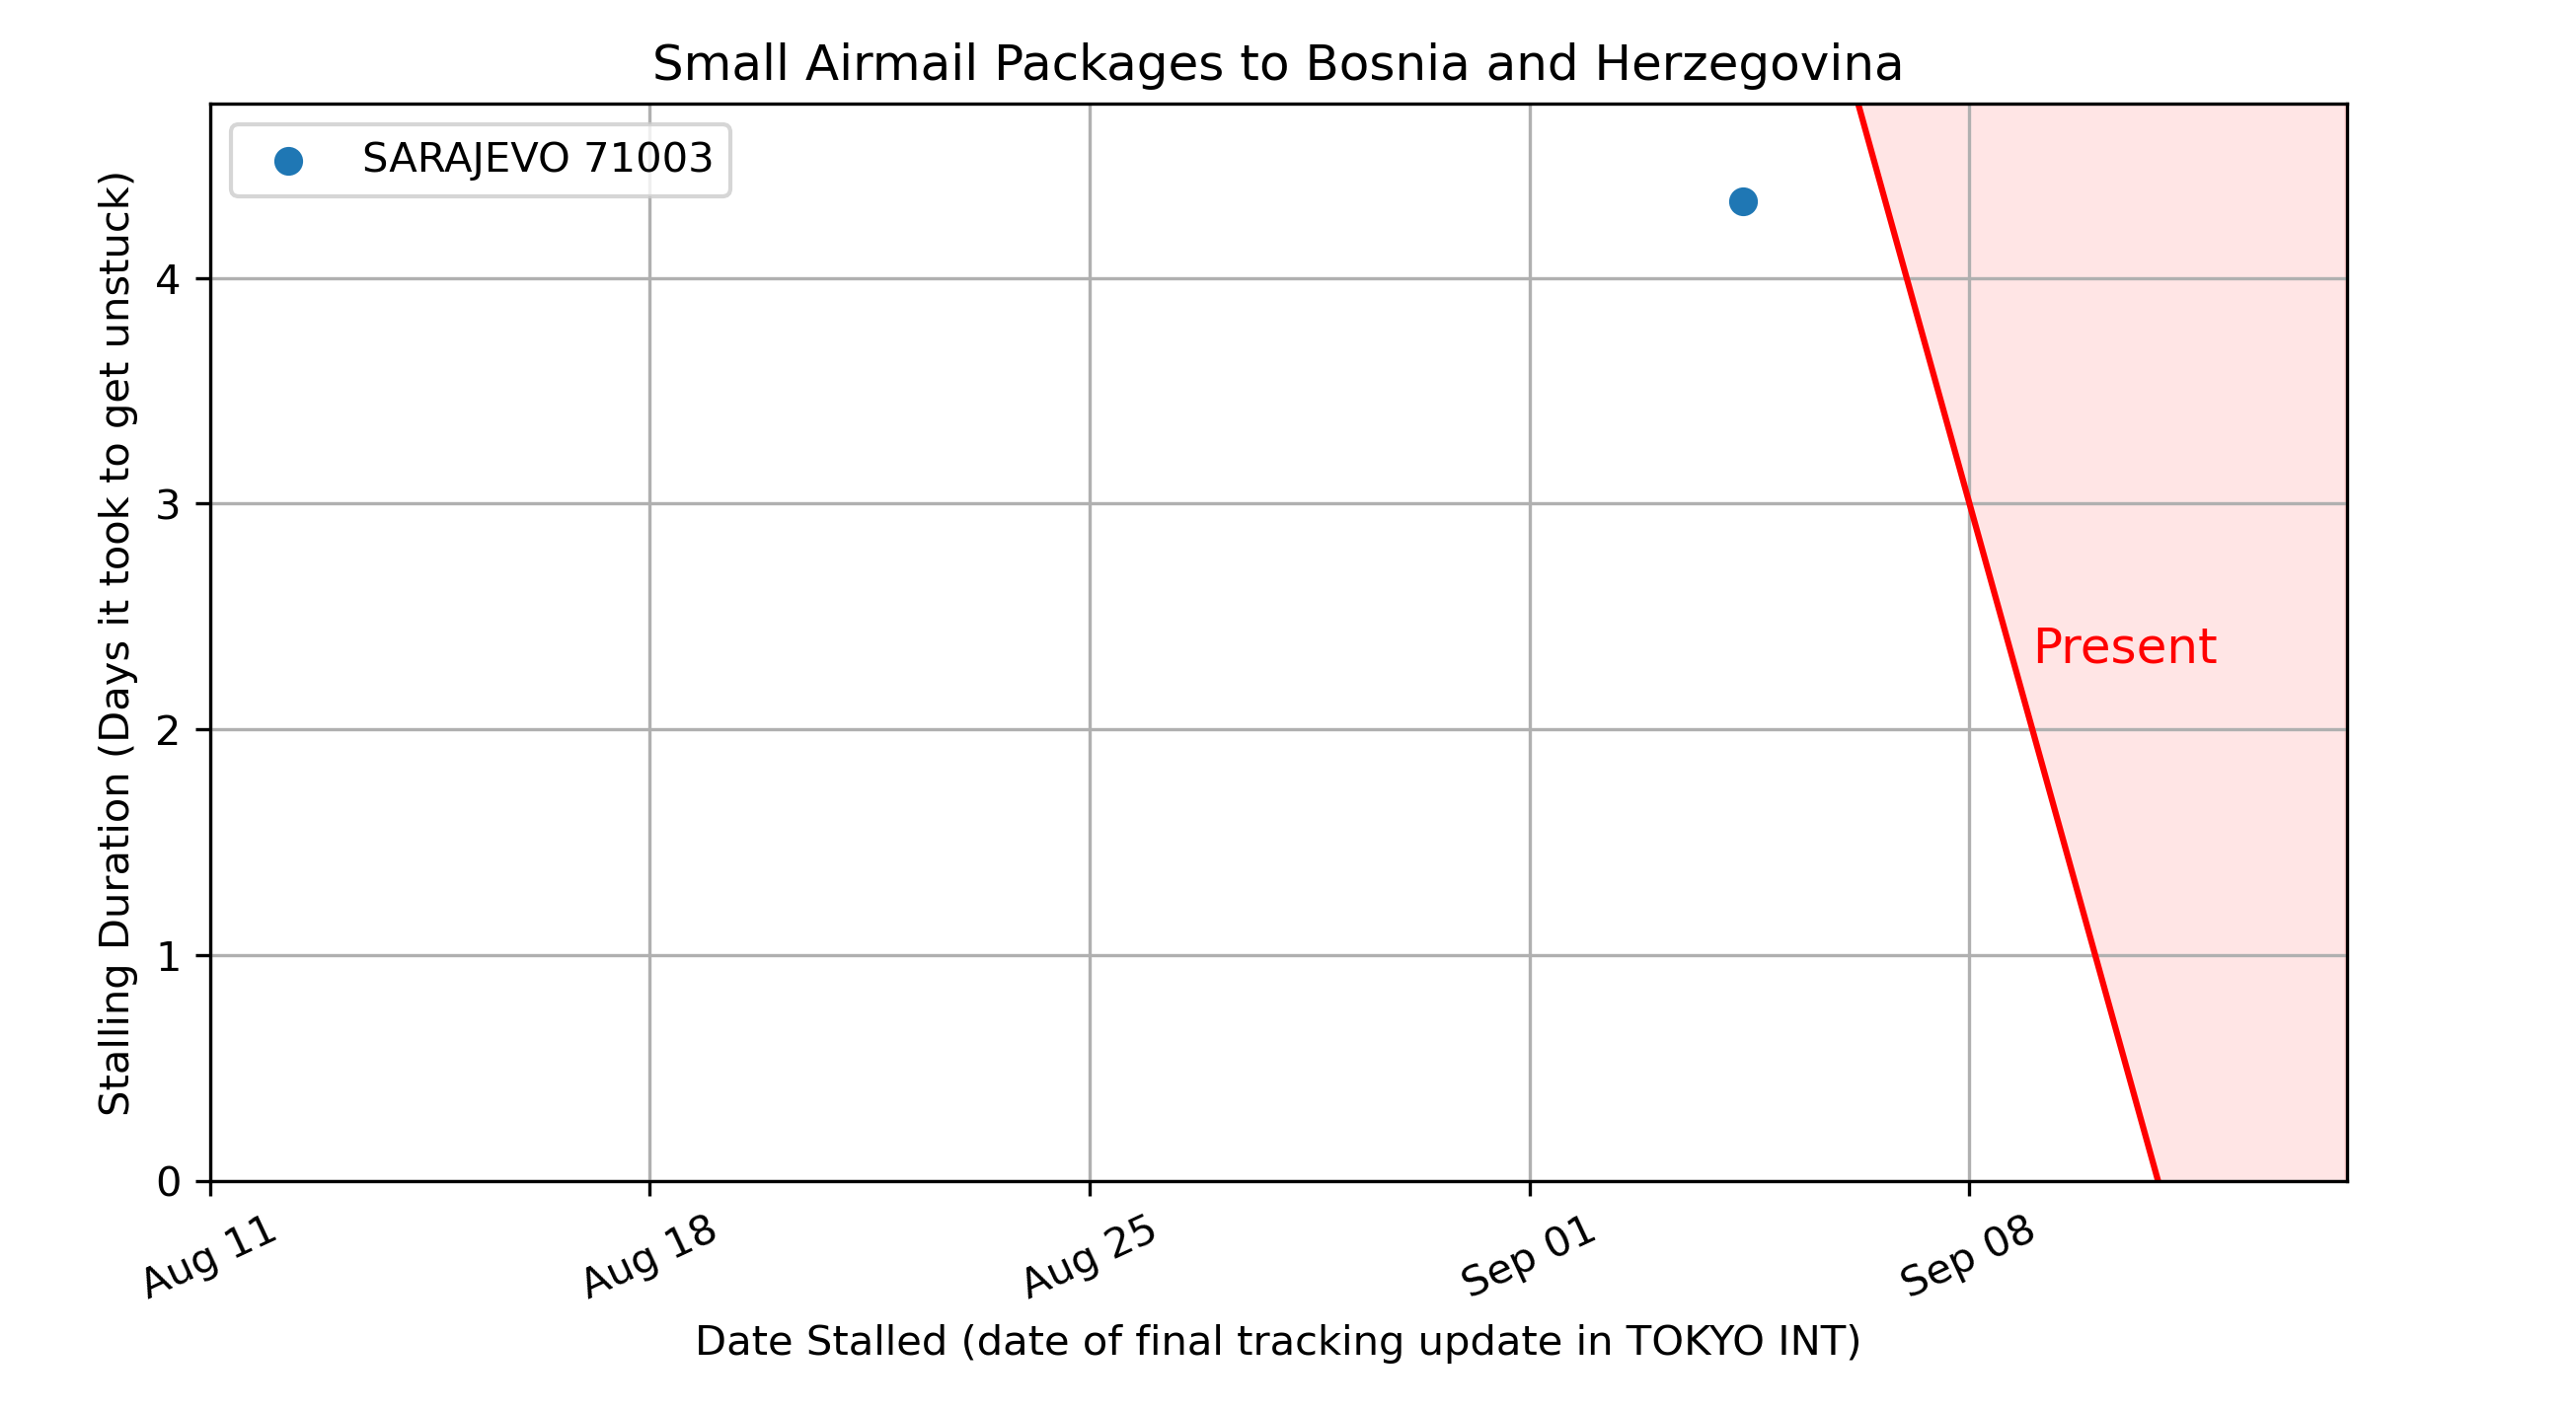 Small Airmail Packages to Bosnia and Herzegovina
SARAJEVO 71003
Stalling Duration (Days it took to get unstuck)
4
3
2
1
0
Present
Aug 11
Aug 18
Aug 25
Sep 01
Sep 08
Date Stalled (date of final tracking update in TOKYO INT)